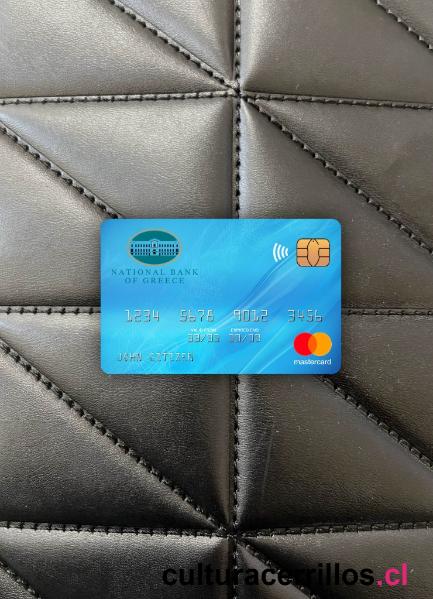 NATIONAL BANK
OF GREECE
1234 5678 9012 3456
JOHN CITIZEN
mastercard
culturacerrillos.cl